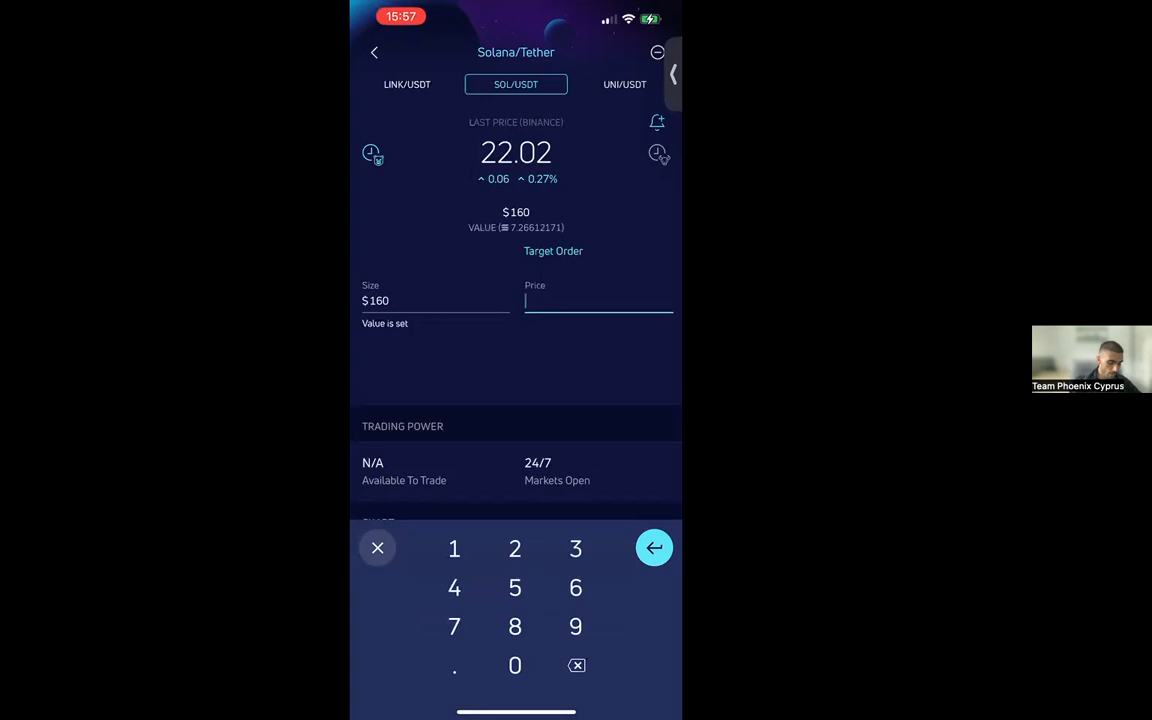 15:57
Solana/Tether
LINK/USDT
SOL/USDT
UNI/USDT
LAST PRICE (BINANCE)
22.02
0.06 0.27%
$160
VALUE (7.26612171)
Target Order
Size
Price
$160
Value is set
TRADING POWER
N/A
24/7
Available To Trade
Markets Open
1 2 3
4 5 6
7 8 9
. 0
Team Phoenix Cyprus